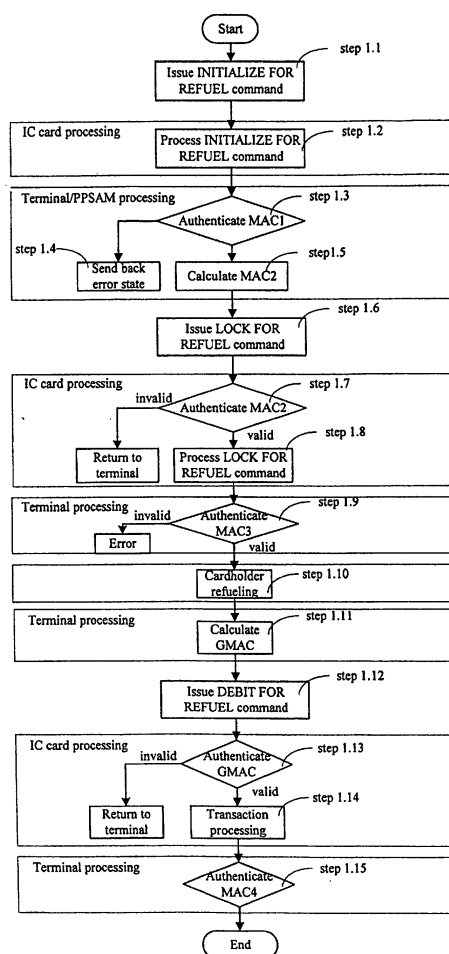 Start
step 1.1
Issue INITIALIZE FOR
REFUEL command
IC card processing
step 1.2
Process INITIALIZE FOR
REFUEL command
Terminal/PPSAM processing
step 1.3
Authenticate MAC1
step 1.4
Send back
error state
step1.5
Calculate MAC2
step 1.6
Issue LOCK FOR
REFUEL command
IC card processing
step 1.7
invalid
Authenticate MAC2
valid
step 1.8
Return to
terminal
Process LOCK FOR
REFUEL command
Terminal processing
step 1.9
invalid
Authenticate
MAC3
Error
valid
step 1.10
Cardholder
refueling
step 1.11
Terminal processing
Calculate
GMAC
step 1.12
Issue DEBIT FOR
REFUEL command
IC card processing
step 1.13
invalid
Authenticate
GMAC
valid
step 1.14
Return to
terminal
Transaction
processing
step 1.15
Terminal processing
Authenticate
MAC4
End